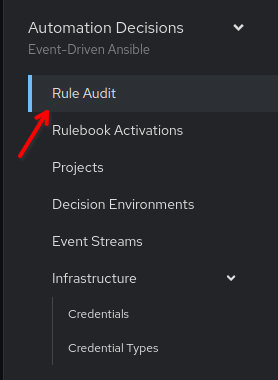 Automation Decisions
Event-Driven Ansible
Rule Audit
Rulebook Activations
Projects
Decision Environments
Event Streams
Infrastructure
Credentials
Credential Types